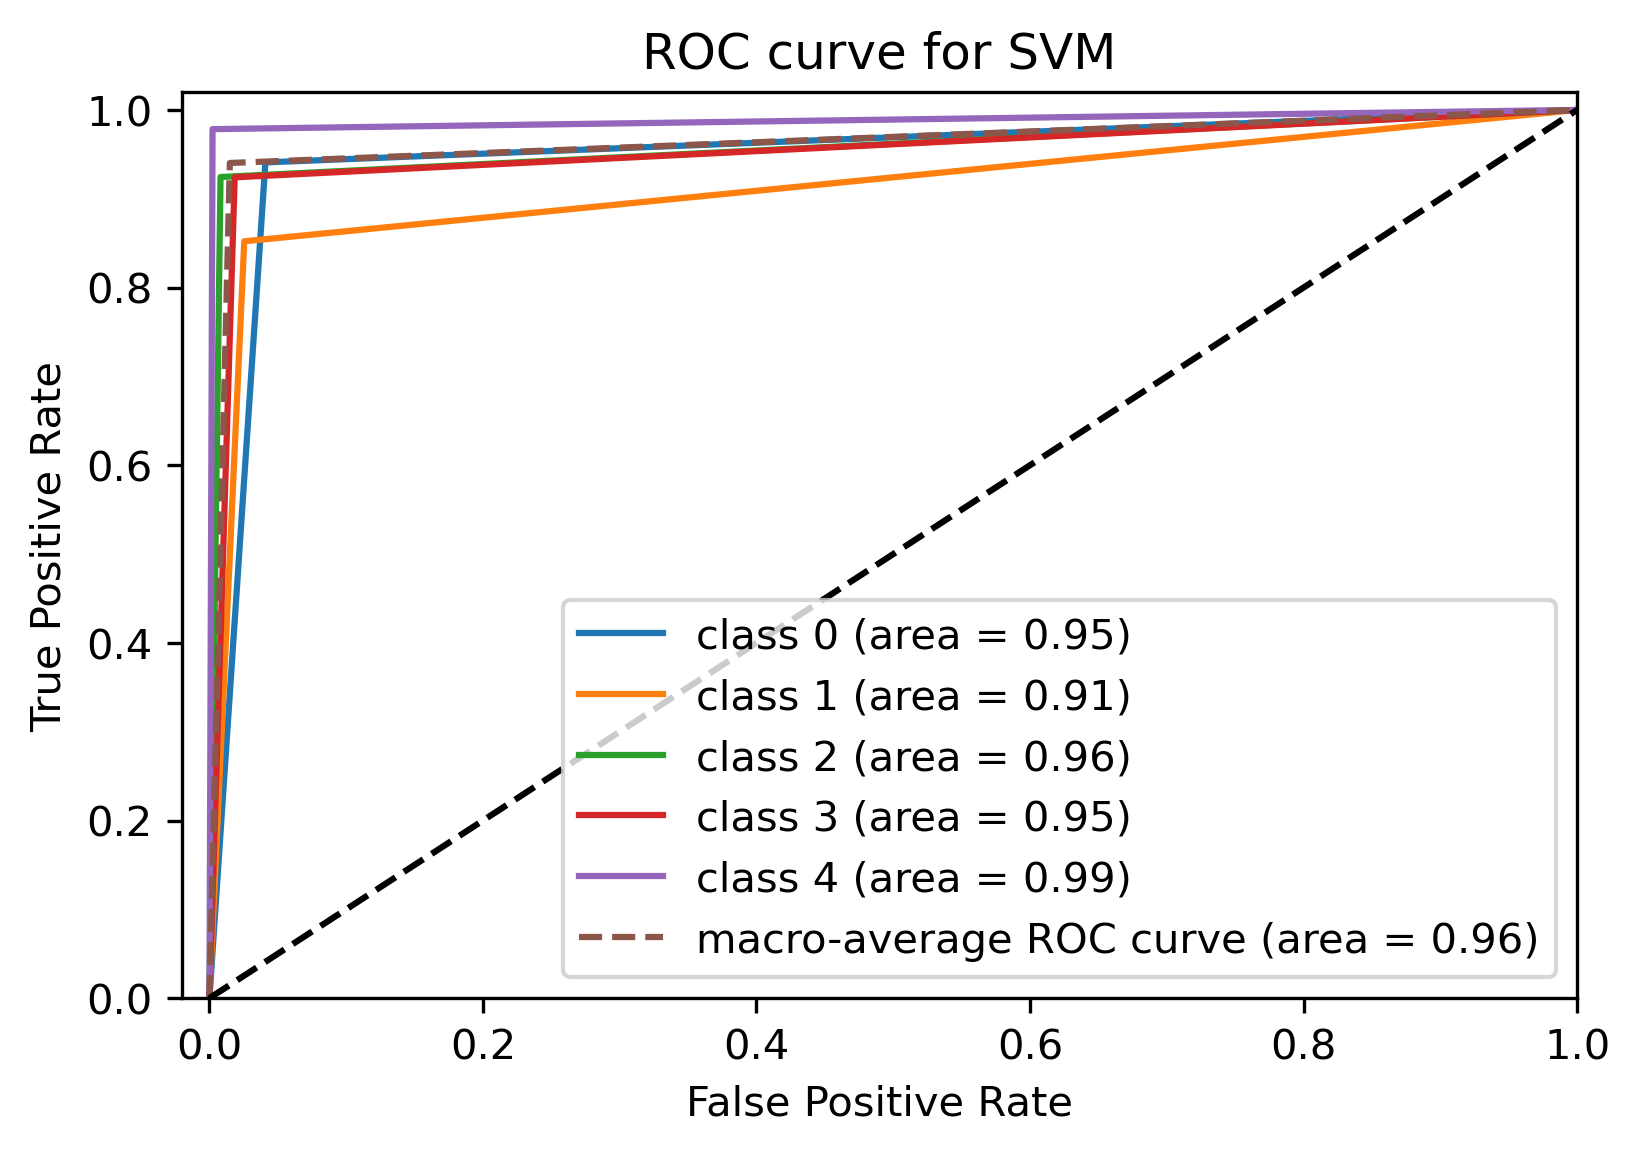 ROC curve for SVM
1.0
0.8
0.6
0.4
0.2
0.0
True Positive Rate
class 0 (area = 0.95)
class 1 (area = 0.91)
class 2 (area = 0.96)
class 3 (area = 0.95)
class 4 (area = 0.99)
macro-average ROC curve (area = 0.96)
0.0 0.2 0.4 0.6 0.8 1.0
False Positive Rate